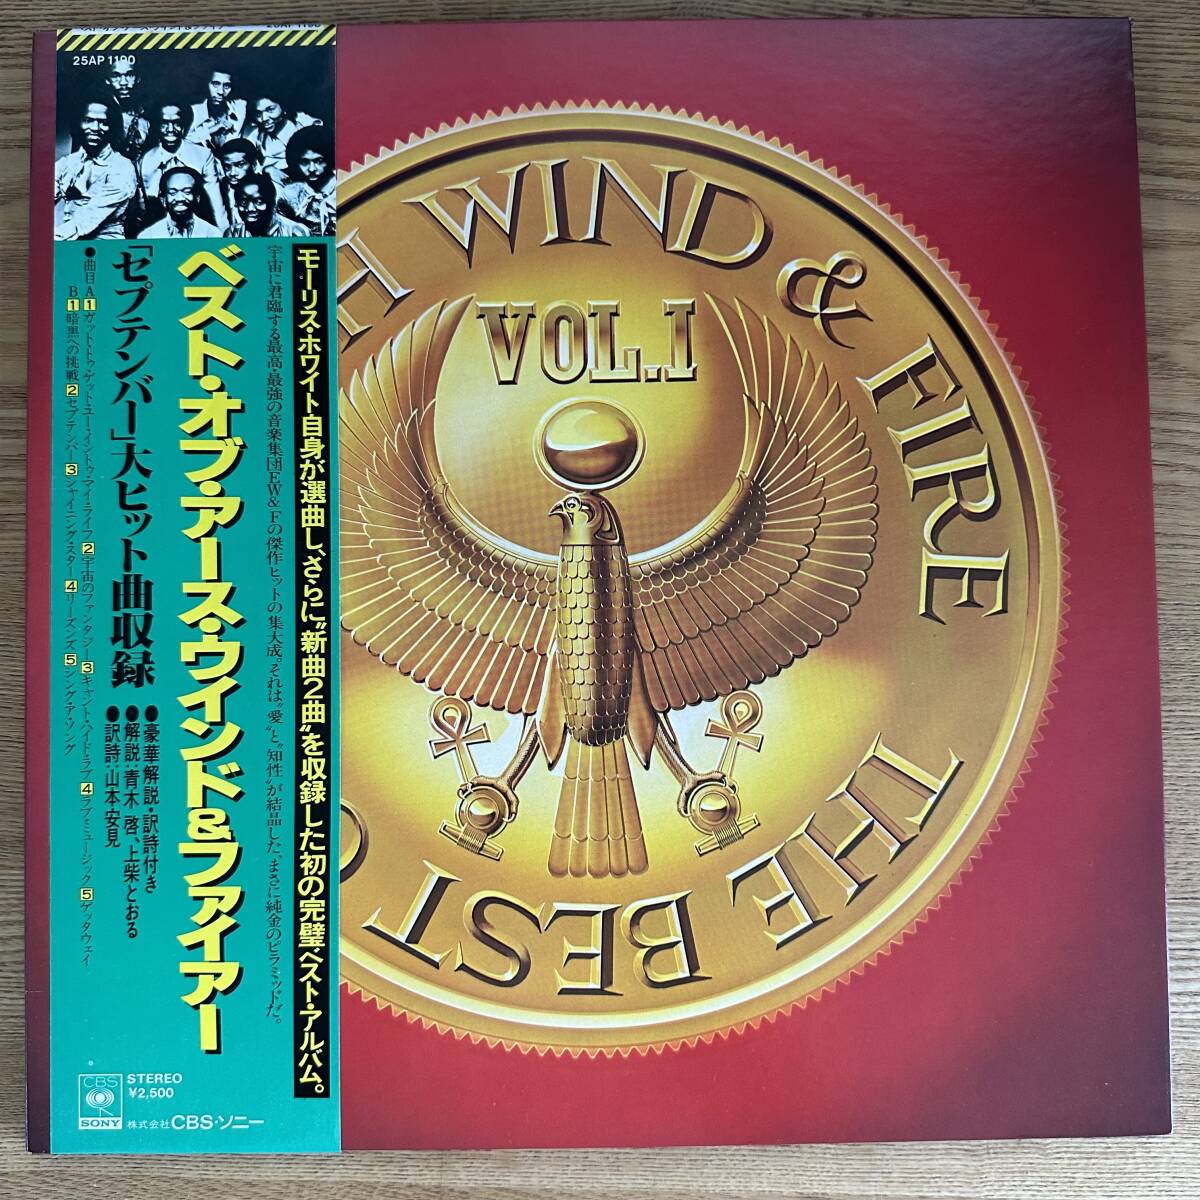 25AP 1190
モーリス・ホワイト自身が選曲し、さらに"新曲2曲"を収録した初の完璧ベスト・アルバム。
宇宙に君臨する最高・最強の音楽集団EW&Fの傑作ヒットの集大成。それは"愛"と"知性"が結晶した、まさに純金のピラミッドだ。
ベスト・オブ・アース・ウインド&ファイアー
「セプテンバー」大ヒット曲収録
●豪華解説・訳詩付き
●解説:青木 啓、上柴とおる
●訳詩:山本安見
●曲目A1ガット・トゥ・ゲット・ユー・イントゥ・マイ・ライフ2宇宙のファンタジー3キャント・ハイド・ラブ4ラブ・ミュージック5ゲッタウェイ
B1暗黒への挑戦2セプテンバー3シャイニング・スター4リーズンズ5シング・ア・ソング
CBS
SONY
STEREO
¥2,500
株式会社CBS・ソニー
TH WIND & FIRE
VOL.I
THE BEST O